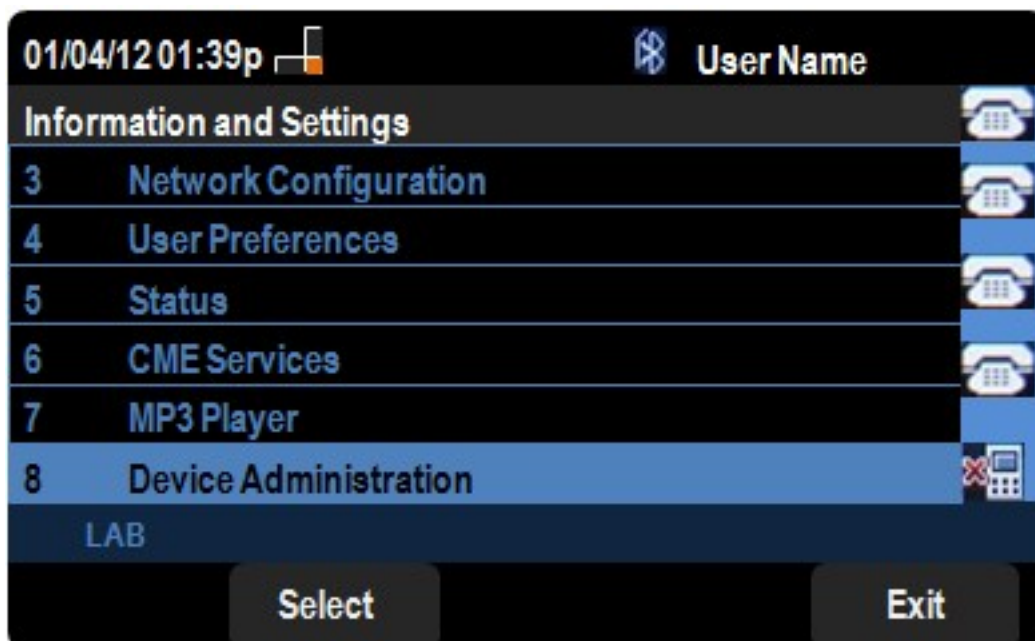 01/04/12 01:39p User Name
Information and Settings
3 Network Configuration
4 User Preferences
5 Status
6 CME Services
7 MP3 Player
8 Device Administration
LAB
Select Exit